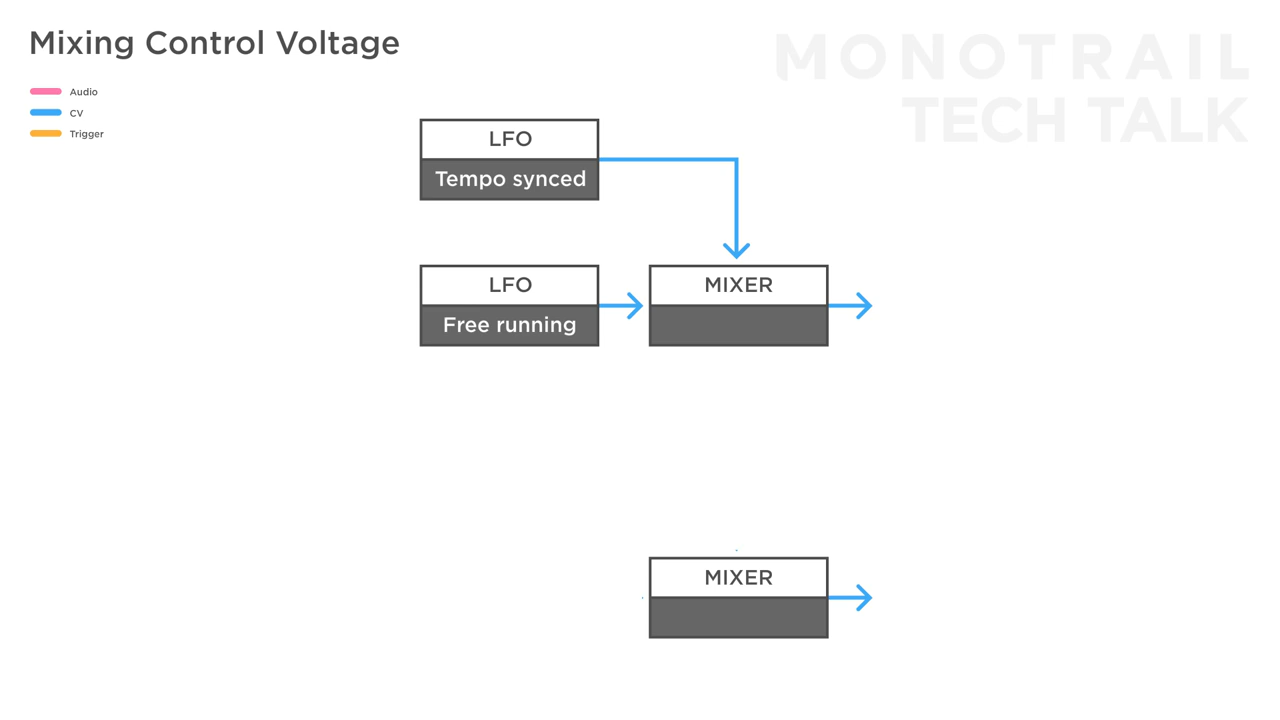 Mixing Control Voltage
MONOTRAIL
TECH TALK
Audio
CV
Trigger
LFO
Tempo synced
LFO
Free running
MIXER
MIXER